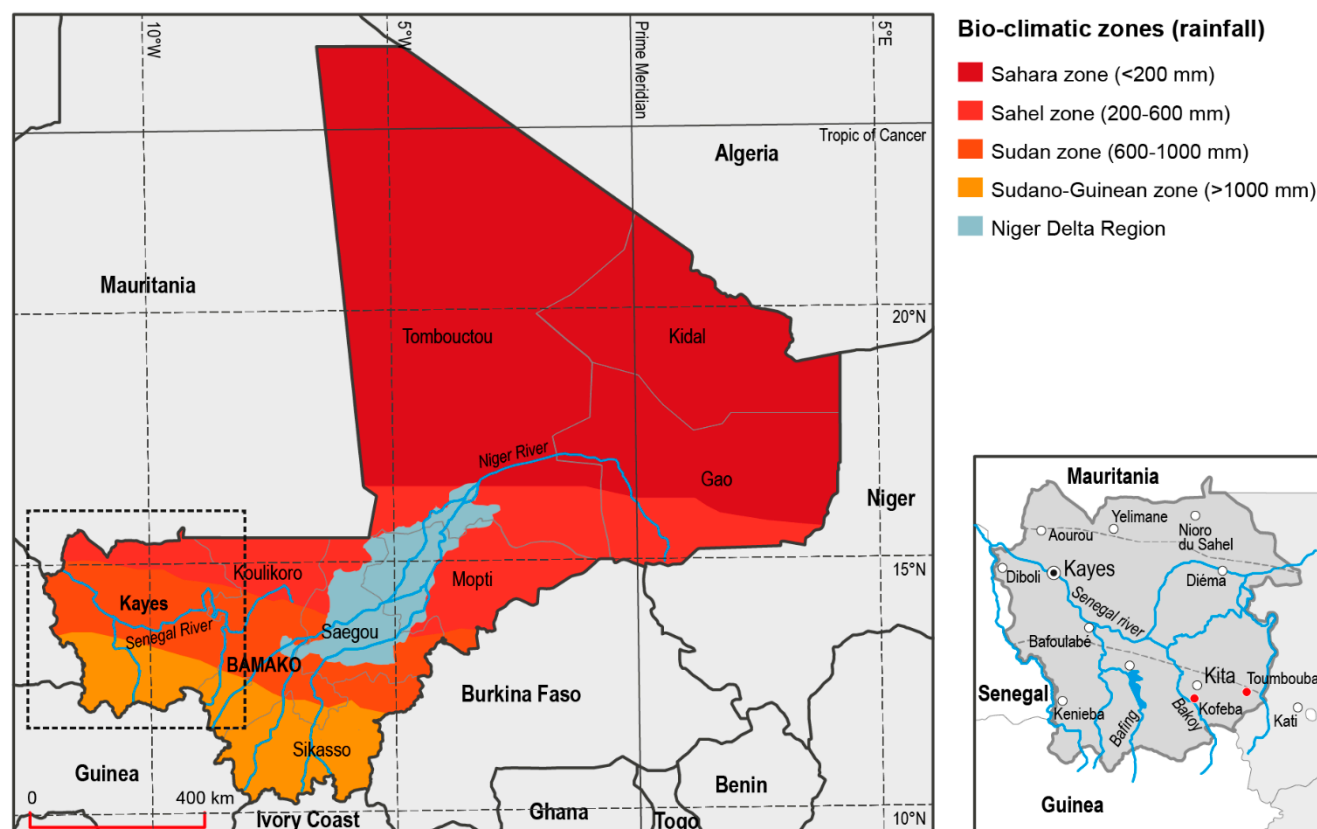 10°W
5°W
Prime Meridian
5°E
Tropic of Cancer
Algeria
Mauritania
20°N
Tombouctou
Kidal
Niger River
Gao
Niger
15°N
Koulikoro
Mopti
Kayes
Senegal River
Saegou
BAMAKO
Burkina Faso
Sikasso
Guinea
Benin
0
400 km
Ghana
Ivory Coast
Togo
10°N
Bio-climatic zones (rainfall)
Sahara zone (<200 mm)
Sahel zone (200-600 mm)
Sudan zone (600-1000 mm)
Sudano-Guinean zone (>1000 mm)
Niger Delta Region
Mauritania
Yelimane
Aourou
Nioro
du Sahel
Diboli
Kayes
Diéma
Senegal river
Bafoulabé
Kita
Toumbouba
Senegal
Kenieba
Bafing
Bakoy
Kofeba
Kati
Guinea